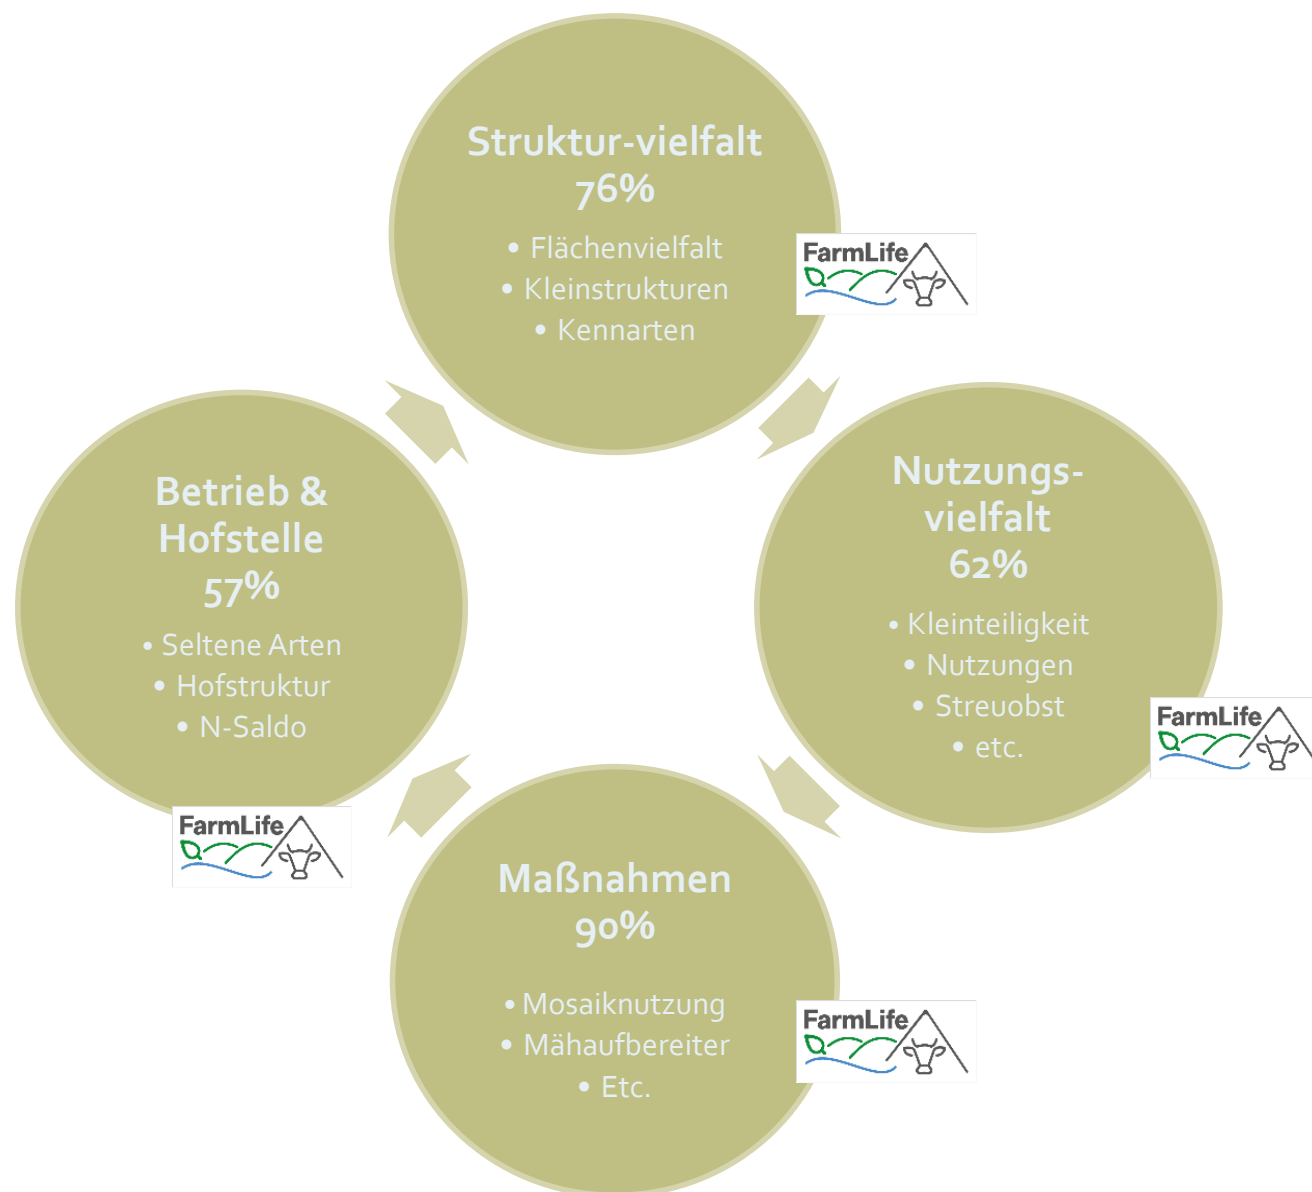 Struktur-vielfalt
76%
• Flächenvielfalt
• Kleinstrukturen
• Kennarten
FarmLife
Nutzungs-
vielfalt
62%
• Kleinteiligkeit
• Nutzungen
• Streuobst
• etc.
FarmLife
Maßnahmen
90%
• Mosaiknutzung
• Mähaufbereiter
• Etc.
FarmLife
Betrieb &
Hofstelle
57%
• Seltene Arten
• Hofstruktur
• N-Saldo
FarmLife